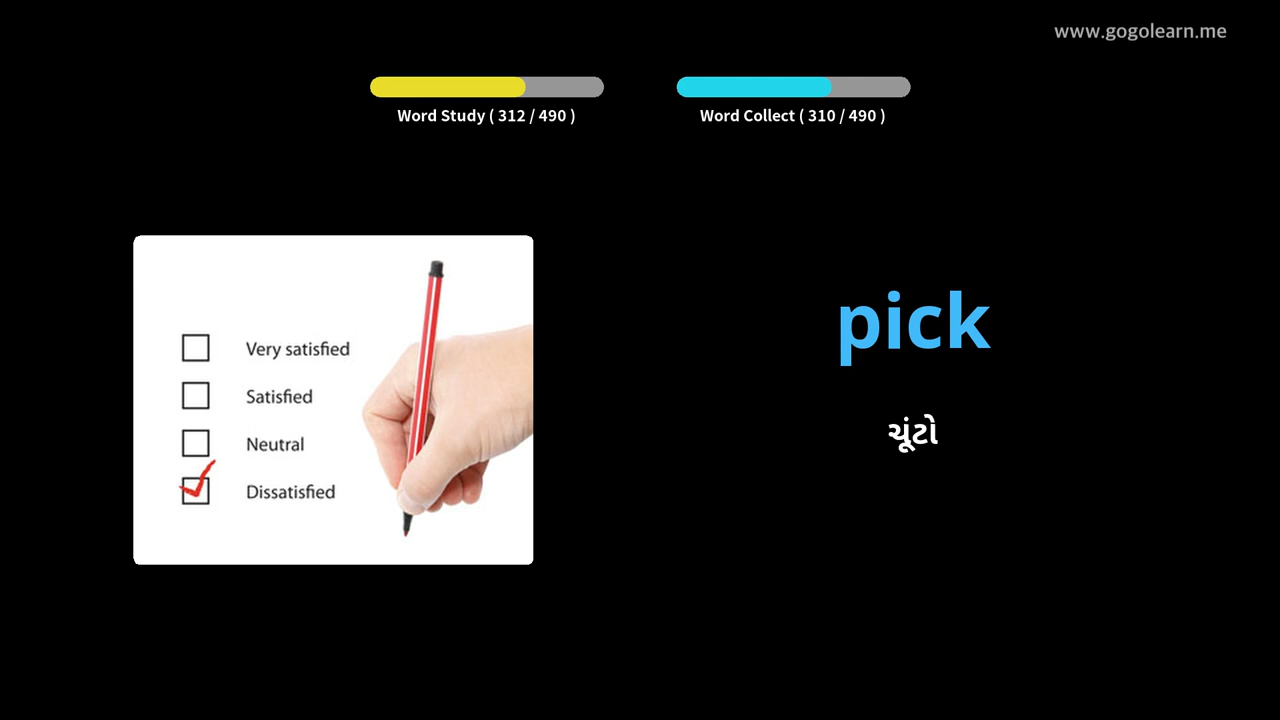 www.gogolearn.me
Word Study ( 312 / 490 )
Word Collect ( 310 / 490 )
Very satisfied
Satisfied
Neutral
Dissatisfied
pick
ચૂંટો